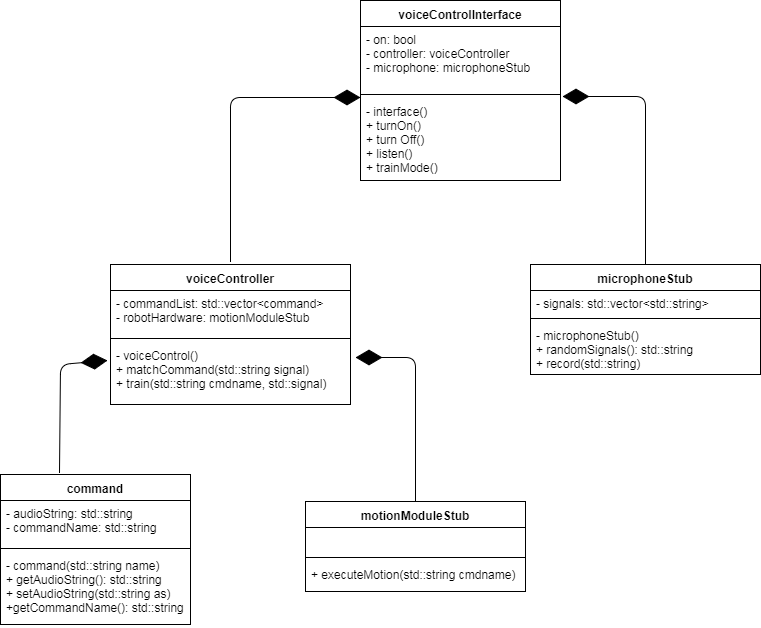 voiceControlInterface
- on: bool
- controller: voiceController
- microphone: microphoneStub
- interface()
+ turnOn()
+ turn Off()
+ listen()
+ trainMode()
voiceController
- commandList: std::vector<command>
- robotHardware: motionModuleStub
- voiceControl()
+ matchCommand(std::string signal)
+ train(std::string cmdname, std::signal)
microphoneStub
- signals: std::vector<std::string>
- microphoneStub()
+ randomSignals(): std::string
+ record(std::string)
command
- audioString: std::string
- commandName: std::string
- command(std::string name)
+ getAudioString(): std::string
+ setAudioString(std::string as)
+getCommandName(): std::string
motionModuleStub
+ executeMotion(std::string cmdname)